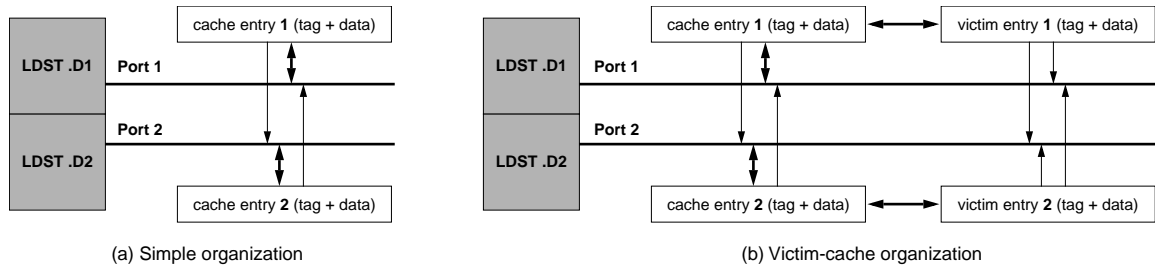 cache entry 1 (tag + data)
LDST .D1
Port 1
Port 2
LDST .D2
cache entry 2 (tag + data)
(a) Simple organization
cache entry 1 (tag + data)
victim entry 1 (tag + data)
LDST .D1
Port 1
Port 2
LDST .D2
cache entry 2 (tag + data)
victim entry 2 (tag + data)
(b) Victim-cache organization